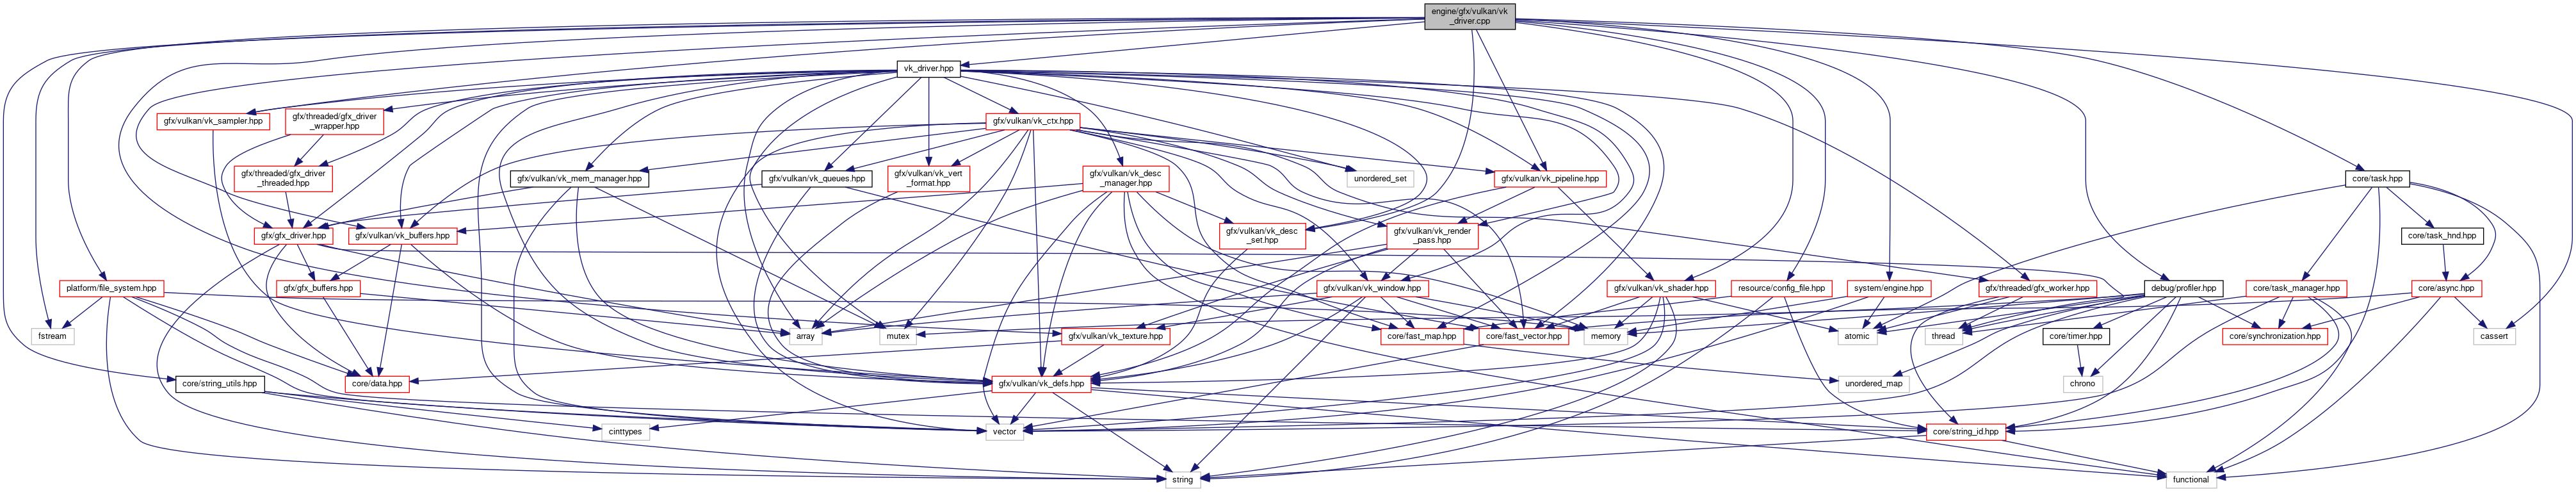 engine/gfx/vulkan/vk
_driver.cpp
vk_driver.hpp
gfx/vulkan/vk_sampler.hpp
gfx/threaded/gfx_driver
_wrapper.hpp
gfx/vulkan/vk_ctx.hpp
gfx/threaded/gfx_driver
_threaded.hpp
gfx/vulkan/vk_mem_manager.hpp
gfx/vulkan/vk_queues.hpp
gfx/vulkan/vk_vert
_format.hpp
gfx/vulkan/vk_desc
_manager.hpp
unordered_set
gfx/vulkan/vk_pipeline.hpp
core/task.hpp
gfx/gfx_driver.hpp
gfx/vulkan/vk_buffers.hpp
gfx/vulkan/vk_desc
_set.hpp
gfx/vulkan/vk_render
_pass.hpp
core/task_hnd.hpp
platform/file_system.hpp
gfx/gfx_buffers.hpp
gfx/vulkan/vk_window.hpp
gfx/vulkan/vk_shader.hpp
resource/config_file.hpp
system/engine.hpp
gfx/threaded/gfx_worker.hpp
debug/profiler.hpp
core/task_manager.hpp
core/async.hpp
fstream
array
mutex
gfx/vulkan/vk_texture.hpp
core/fast_map.hpp
core/fast_vector.hpp
memory
atomic
thread
core/timer.hpp
core/synchronization.hpp
cassert
core/string_utils.hpp
core/data.hpp
gfx/vulkan/vk_defs.hpp
unordered_map
chrono
cinttypes
vector
core/string_id.hpp
string
functional